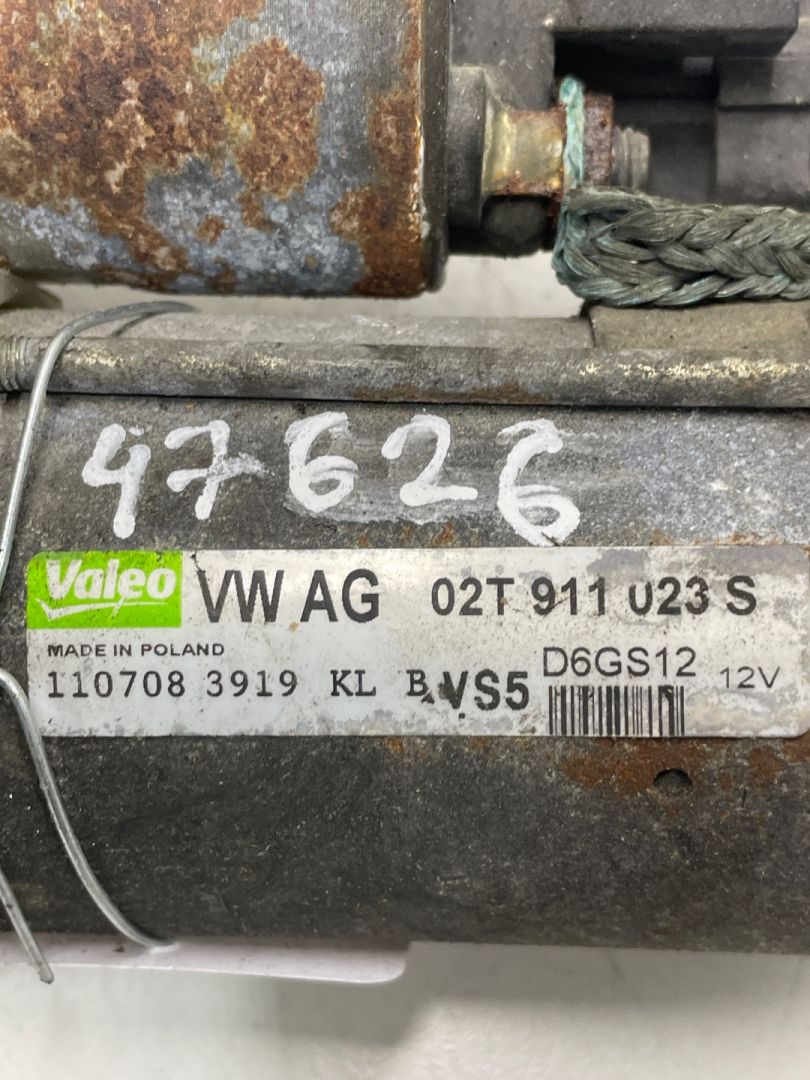 47626
Valeo VW AG 02T 911 023 S
MADE IN POLAND
110708 3919 KL B VS5 D6GS12 12V